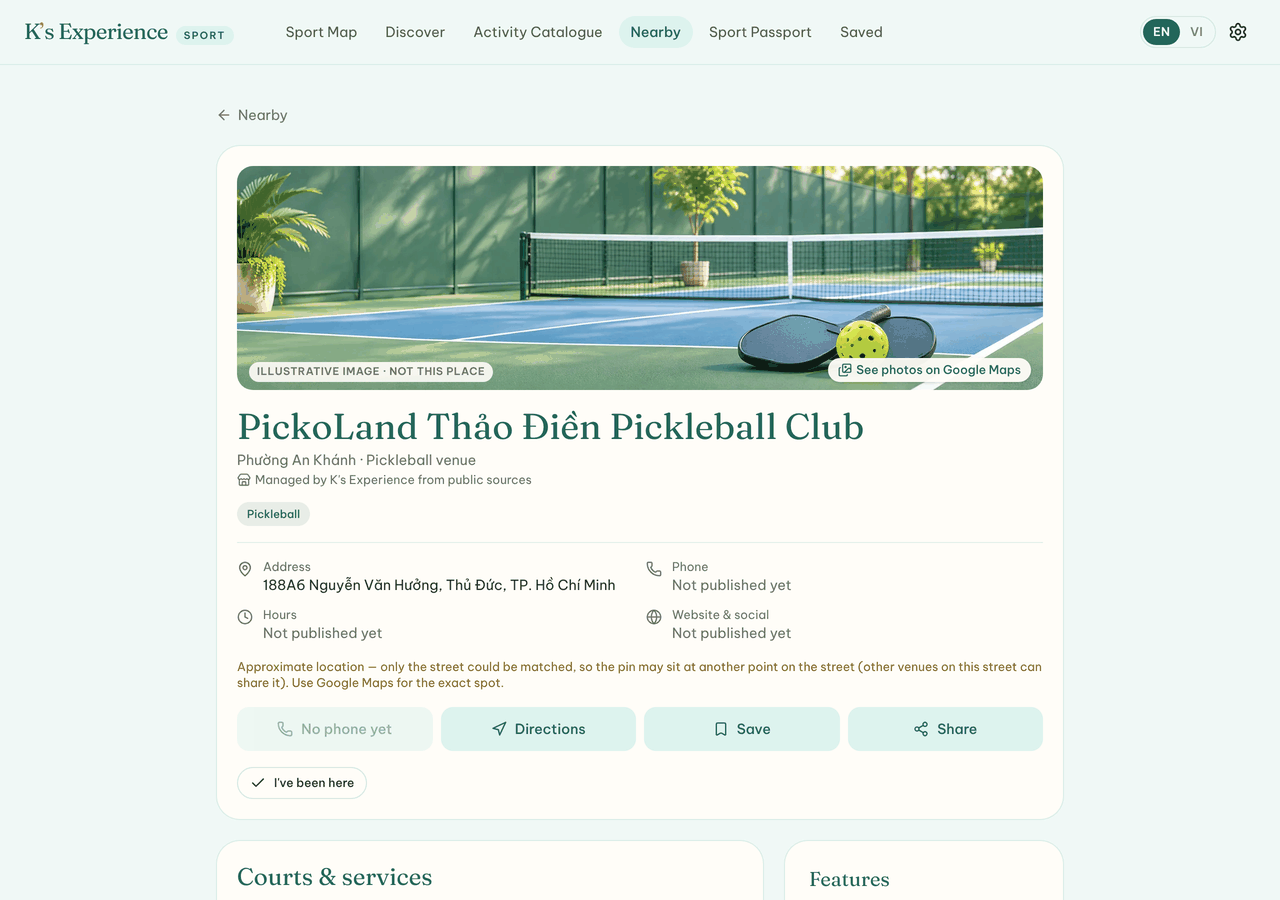 K's Experience SPORT
Sport Map
Discover
Activity Catalogue
Nearby
Sport Passport
Saved
EN
VI
Nearby
ILLUSTRATIVE IMAGE · NOT THIS PLACE
See photos on Google Maps
PickoLand Thảo Điền Pickleball Club
Phường An Khánh · Pickleball venue
Managed by K's Experience from public sources
Pickleball
Address
188A6 Nguyễn Văn Hưởng, Thủ Đức, TP. Hồ Chí Minh
Phone
Not published yet
Hours
Not published yet
Website & social
Not published yet
Approximate location — only the street could be matched, so the pin may sit at another point on the street (other venues on this street can
share it). Use Google Maps for the exact spot.
No phone yet
Directions
Save
Share
I've been here
Courts & services
Features